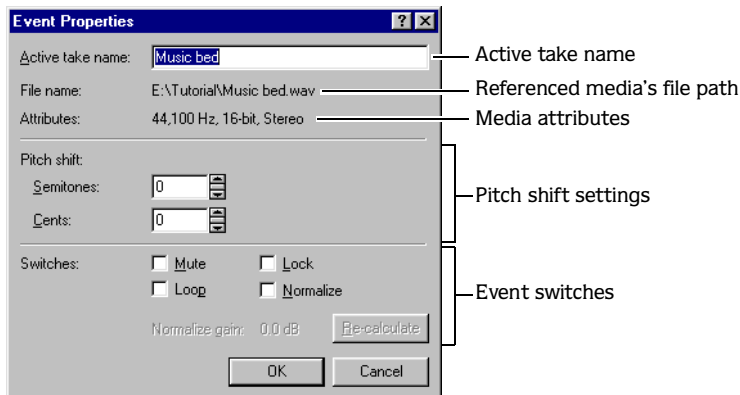 Event Properties
Active take name: Music bed
Active take name
File name: E:\Tutorial\Music bed.wav
Referenced media's file path
Attributes: 44,100 Hz, 16-bit, Stereo
Media attributes
Pitch shift:
Semitones: 0
Cents: 0
Pitch shift settings
Switches: Mute Lock
Loop Normalize
Event switches
Normalize gain: 0.0 dB Re-calculate
OK Cancel